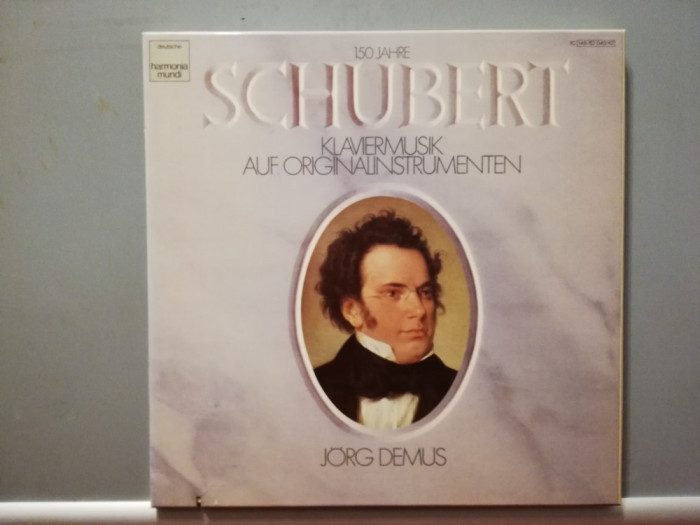 deutsche
harmonia
mundi
150 JAHRE
SCHUBERT
KLAVIERMUSIK
AUF ORIGINALINSTRUMENTEN
JÖRG DEMUS